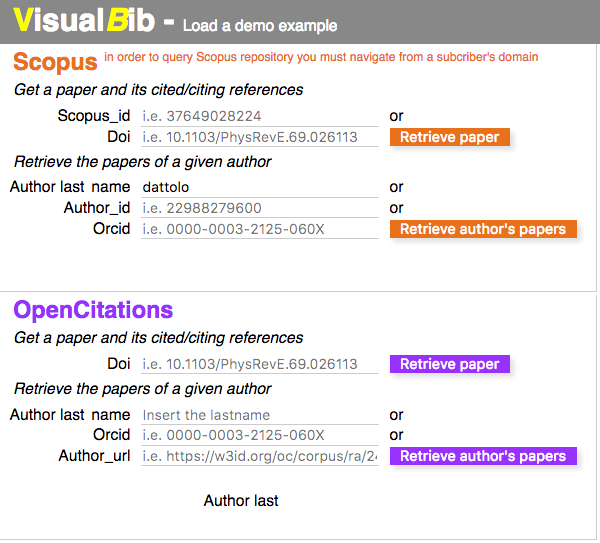 VisualBib - Load a demo example
Scopus in order to query Scopus repository you must navigate from a subcriber's domain
Get a paper and its cited/citing references
Scopus_id i.e. 37649028224 or
Doi i.e. 10.1103/PhysRevE.69.026113 Retrieve paper
Retrieve the papers of a given author
Author last name dattolo or
Author_id i.e. 22988279600 or
Orcid i.e. 0000-0003-2125-060X Retrieve author's papers
OpenCitations
Get a paper and its cited/citing references
Doi i.e. 10.1103/PhysRevE.69.026113 Retrieve paper
Retrieve the papers of a given author
Author last name Insert the lastname or
Orcid i.e. 0000-0003-2125-060X or
Author_url i.e. https://w3id.org/oc/corpus/ra/24 Retrieve author's papers
Author last